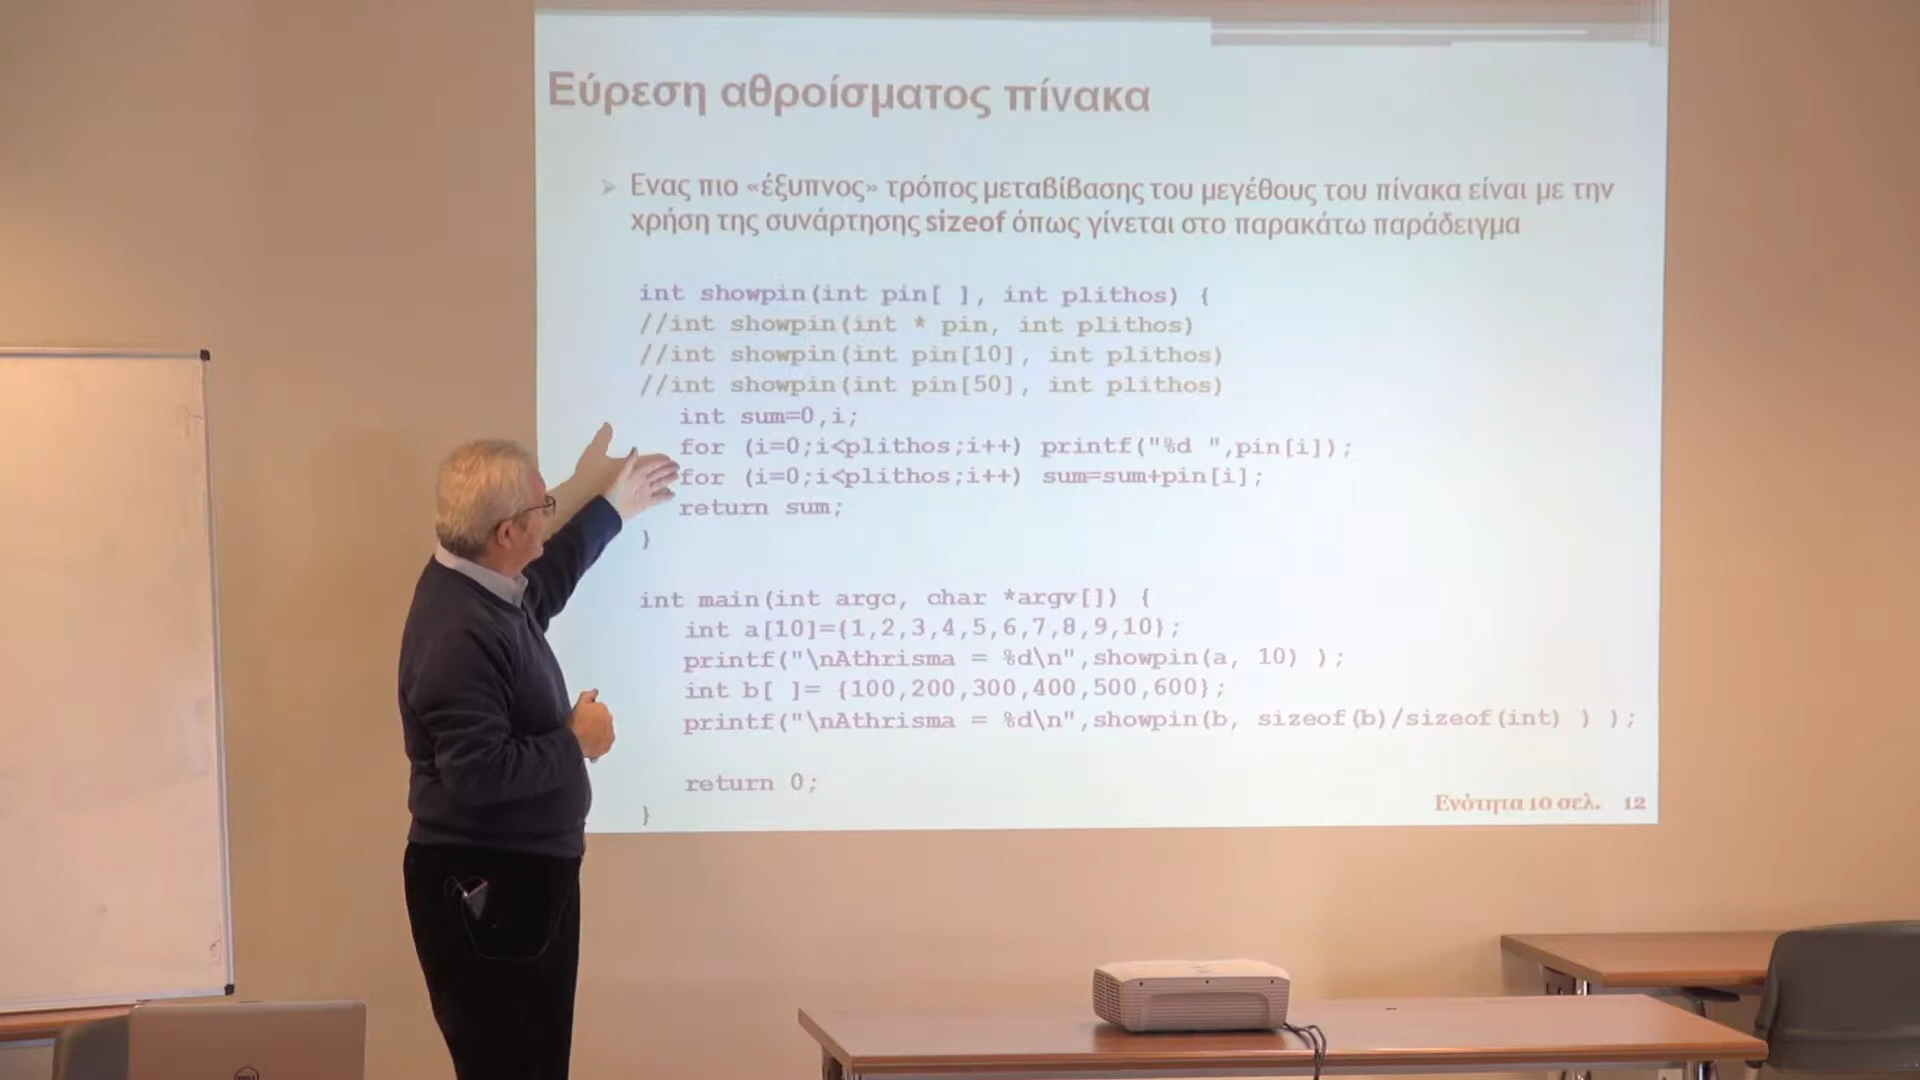 Εύρεση αθροίσματος πίνακα
Ενας πιο «έξυπνος» τρόπος μεταβίβασης του μεγέθους του πίνακα είναι με την
χρήση της συνάρτησης sizeof όπως γίνεται στο παρακάτω παράδειγμα
int showpin(int pin[ ], int plithos) {
//int showpin(int * pin, int plithos)
//int showpin(int pin[10], int plithos)
//int showpin(int pin[50], int plithos)
int sum=0,i;
for (i=0;i<plithos;i++) printf("%d ",pin[i]);
for (i=0;i<plithos;i++) sum=sum+pin[i];
return sum;
}
int main(int argc, char *argv[]) {
int a[10]={1,2,3,4,5,6,7,8,9,10};
printf("\nAthrisma = %d\n",showpin(a, 10) );
int b[ ]= {100,200,300,400,500,600};
printf("\nAthrisma = %d\n",showpin(b, sizeof(b)/sizeof(int) ) );
return 0;
}
Ενότητα 10 σελ. 12
DELL